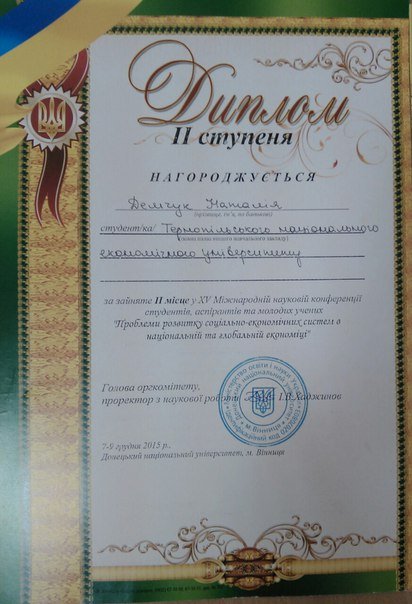 Диплом
II ступеня
НАГОРОДЖУЄТЬСЯ
Демчук Наталія
(прізвище, ім'я, по батькові)
студент/ка/ Тернопільського національного
(повна назва вищого навчального закладу)
економічного університету
за зайняте II місце у XV Міжнародній науковій конференції
студентів, аспірантів та молодих учених
"Проблеми розвитку соціально-економічних систем в
національній та глобальній економіці"
Голова оргкомітету,
проректор з наукової роботи І.В. Хаджинов
7-9 грудня 2015 р.,
Донецький національний університет, м. Вінниця